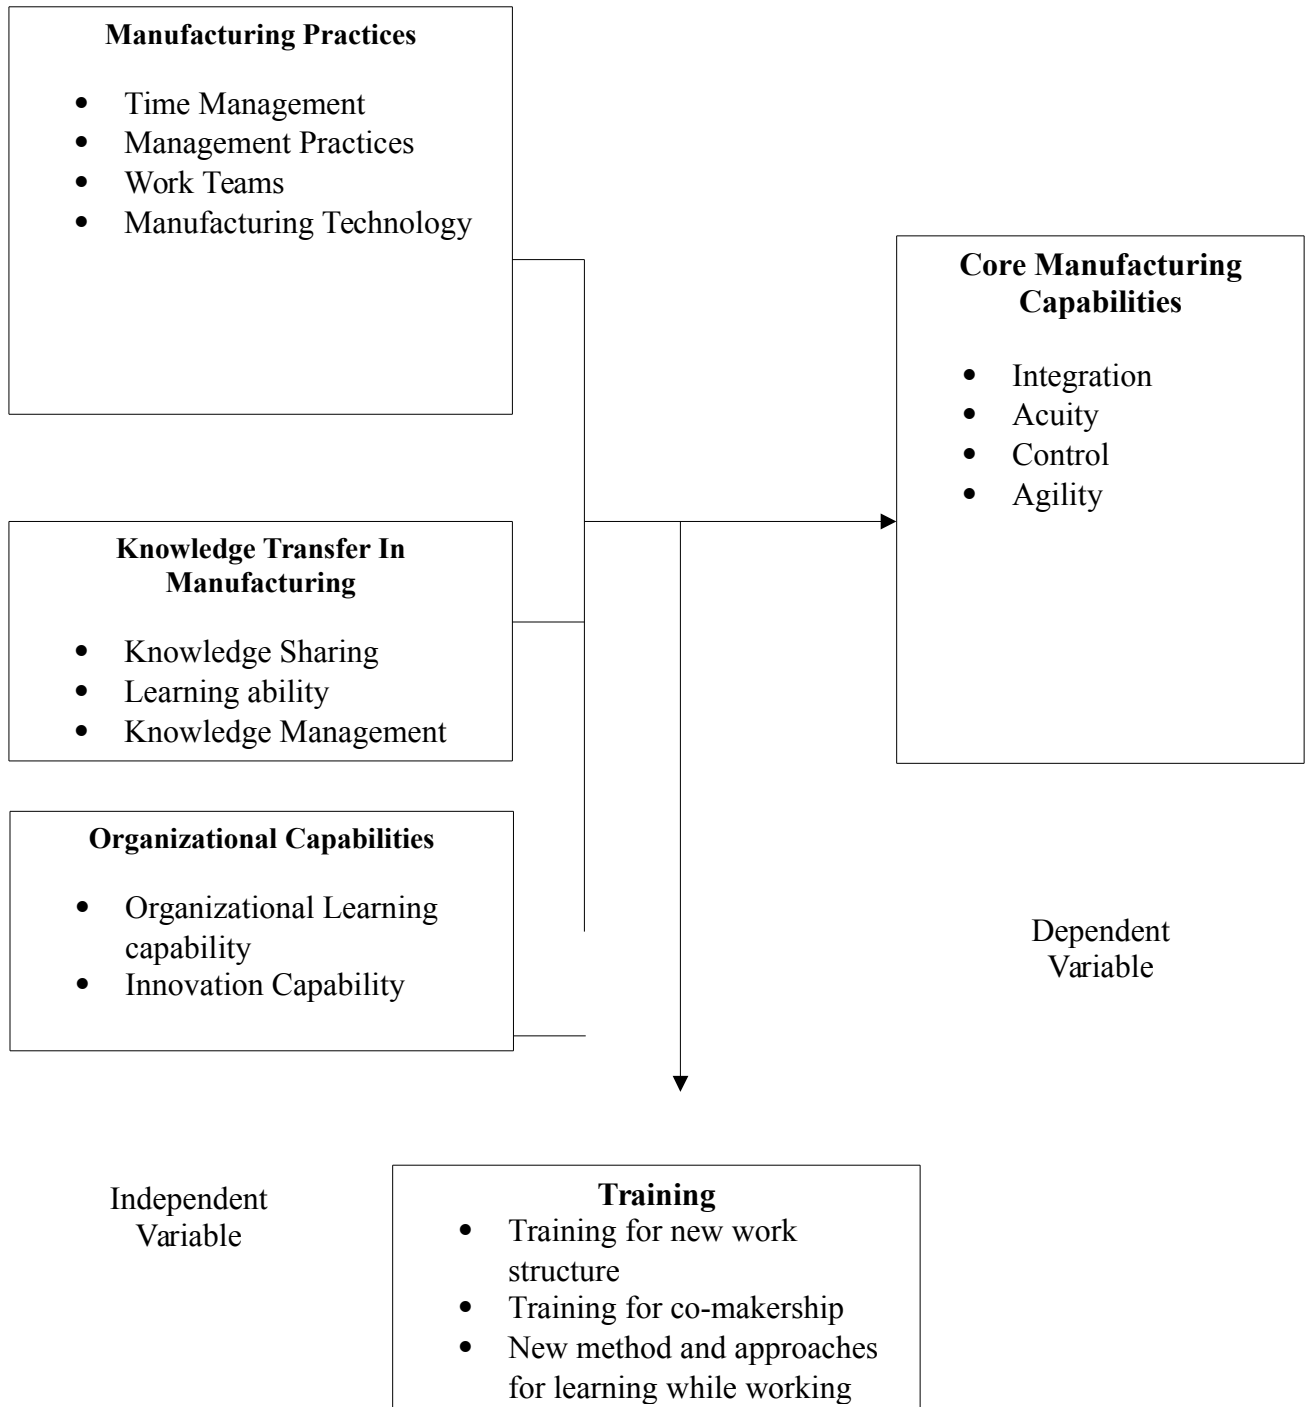 Manufacturing Practices
• Time Management
• Management Practices
• Work Teams
• Manufacturing Technology
Core Manufacturing
Capabilities
• Integration
• Acuity
• Control
• Agility
Knowledge Transfer In
Manufacturing
• Knowledge Sharing
• Learning ability
• Knowledge Management
Organizational Capabilities
• Organizational Learning
capability
• Innovation Capability
Dependent
Variable
Independent
Variable
Training
• Training for new work
structure
• Training for co-makership
• New method and approaches
for learning while working